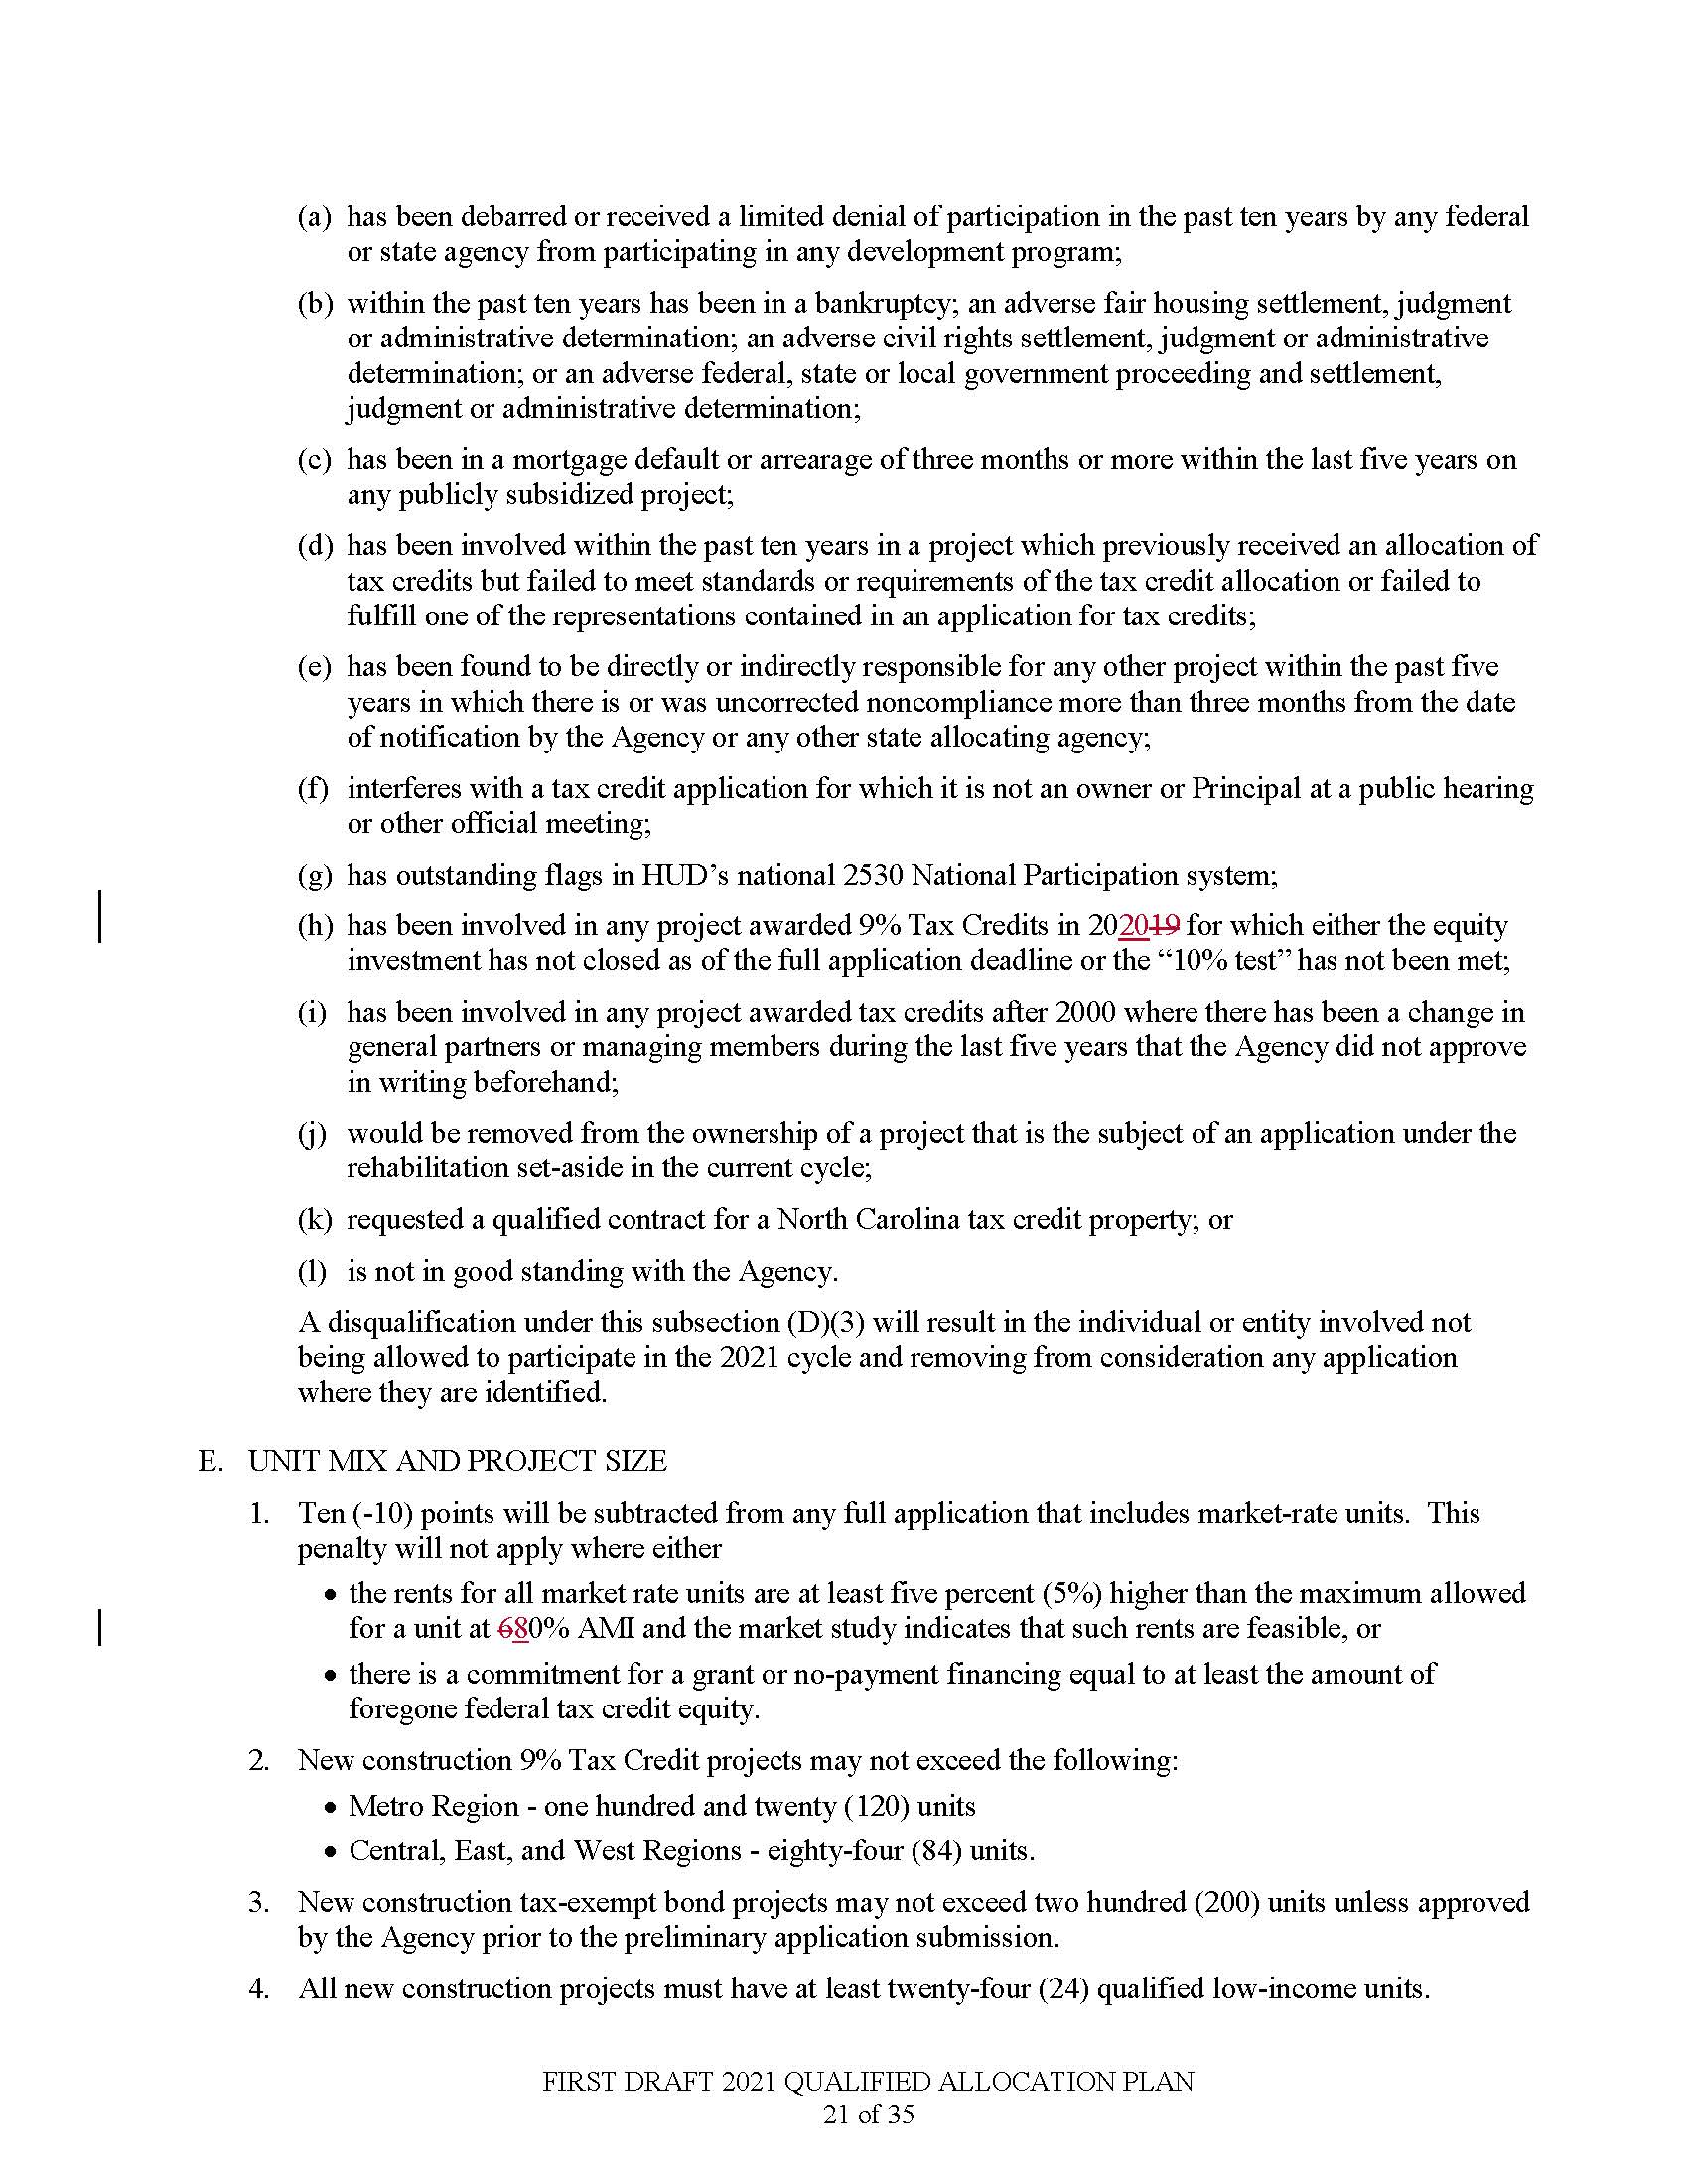 (a) has been debarred or received a limited denial of participation in the past ten years by any federal
or state agency from participating in any development program;
(b) within the past ten years has been in a bankruptcy; an adverse fair housing settlement, judgment
or administrative determination; an adverse civil rights settlement, judgment or administrative
determination; or an adverse federal, state or local government proceeding and settlement,
judgment or administrative determination;
(c) has been in a mortgage default or arrearage of three months or more within the last five years on
any publicly subsidized project;
(d) has been involved within the past ten years in a project which previously received an allocation of
tax credits but failed to meet standards or requirements of the tax credit allocation or failed to
fulfill one of the representations contained in an application for tax credits;
(e) has been found to be directly or indirectly responsible for any other project within the past five
years in which there is or was uncorrected noncompliance more than three months from the date
of notification by the Agency or any other state allocating agency;
(f) interferes with a tax credit application for which it is not an owner or Principal at a public hearing
or other official meeting;
(g) has outstanding flags in HUD’s national 2530 National Participation system;
(h) has been involved in any project awarded 9% Tax Credits in 202019 for which either the equity
investment has not closed as of the full application deadline or the “10% test” has not been met;
(i) has been involved in any project awarded tax credits after 2000 where there has been a change in
general partners or managing members during the last five years that the Agency did not approve
in writing beforehand;
(j) would be removed from the ownership of a project that is the subject of an application under the
rehabilitation set-aside in the current cycle;
(k) requested a qualified contract for a North Carolina tax credit property; or
(l) is not in good standing with the Agency.
A disqualification under this subsection (D)(3) will result in the individual or entity involved not
being allowed to participate in the 2021 cycle and removing from consideration any application
where they are identified.
E. UNIT MIX AND PROJECT SIZE
1. Ten (-10) points will be subtracted from any full application that includes market-rate units. This
penalty will not apply where either
• the rents for all market rate units are at least five percent (5%) higher than the maximum allowed
for a unit at 680% AMI and the market study indicates that such rents are feasible, or
• there is a commitment for a grant or no-payment financing equal to at least the amount of
foregone federal tax credit equity.
2. New construction 9% Tax Credit projects may not exceed the following:
• Metro Region - one hundred and twenty (120) units
• Central, East, and West Regions - eighty-four (84) units.
3. New construction tax-exempt bond projects may not exceed two hundred (200) units unless approved
by the Agency prior to the preliminary application submission.
4. All new construction projects must have at least twenty-four (24) qualified low-income units.
FIRST DRAFT 2021 QUALIFIED ALLOCATION PLAN
21 of 35